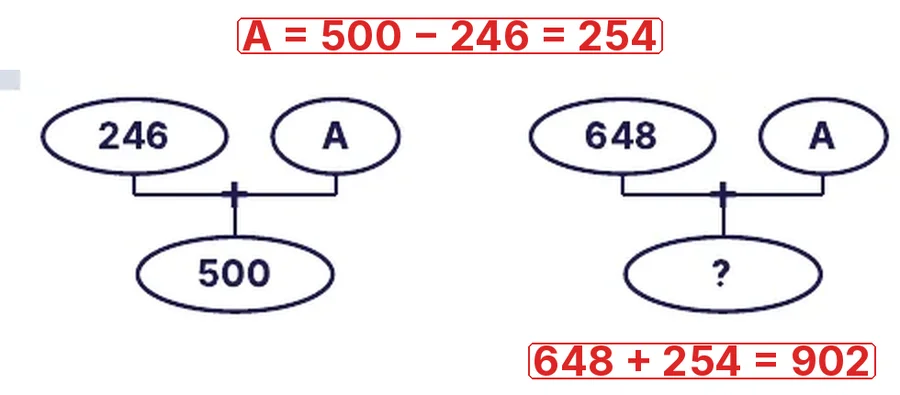 A = 500 − 246 = 254
246 A 648 A
+ +
500 ?
648 + 254 = 902